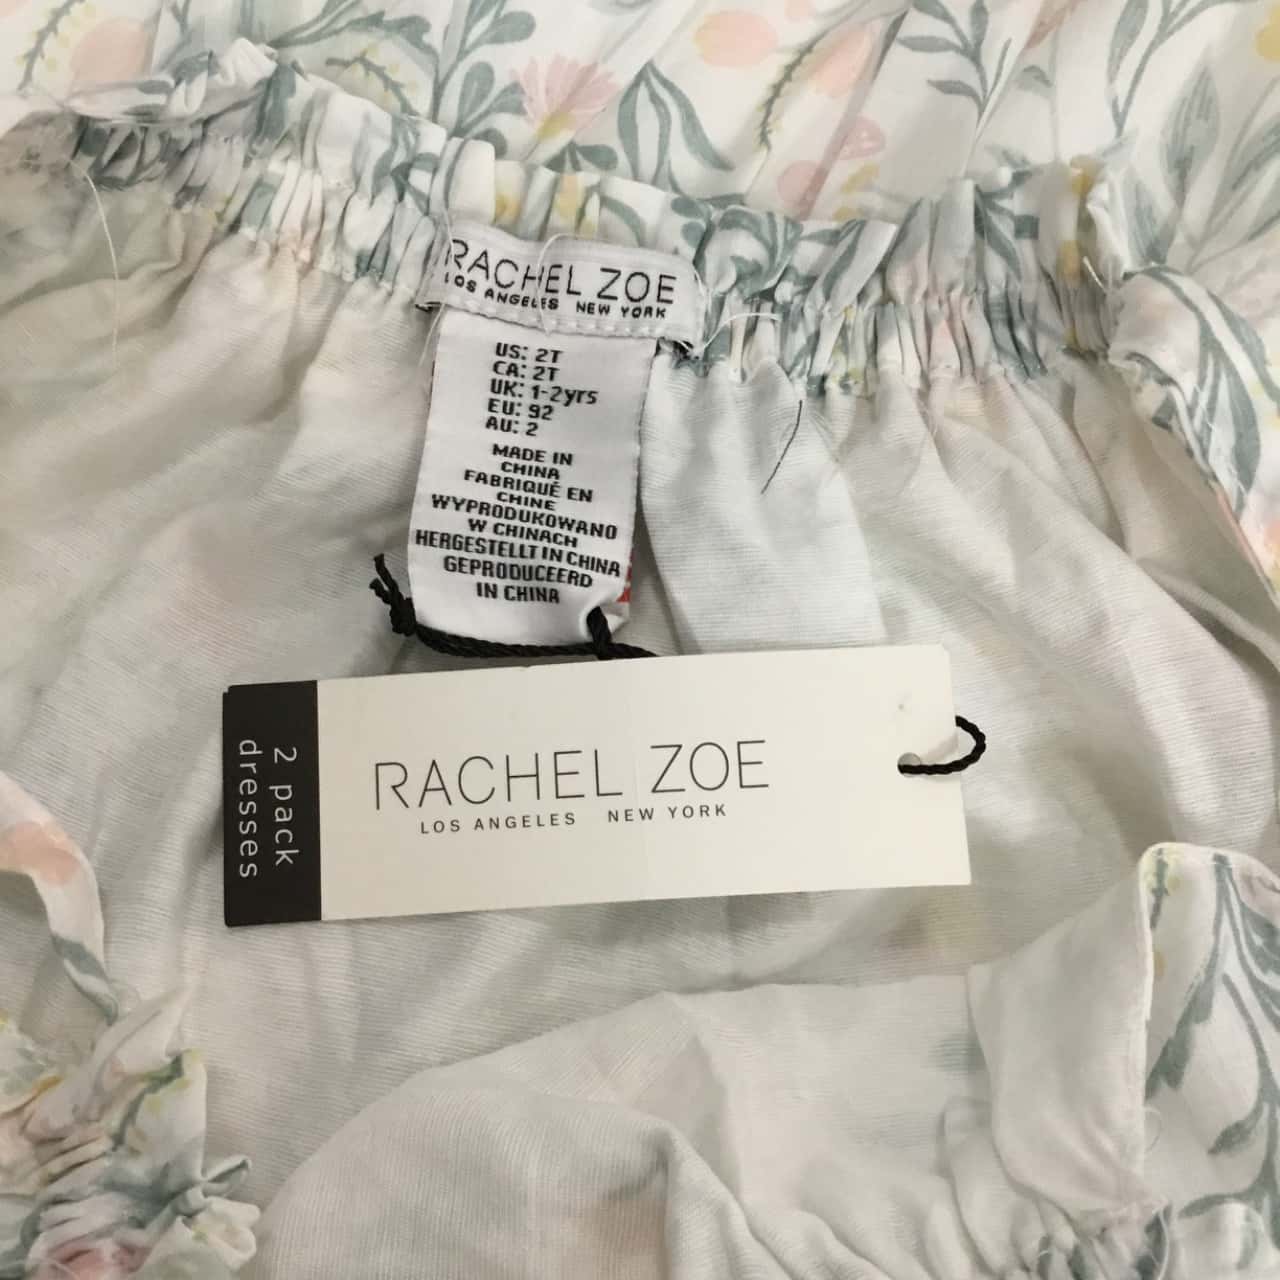 RACHEL ZOE
LOS ANGELES NEW YORK
US: 2T
CA: 2T
UK: 1-2yrs
EU: 92
AU: 2
MADE IN
CHINA
FABRIQUÉ EN
CHINE
WYPRODUKOWANO
W CHINACH
HERGESTELLT IN CHINA
GEPRODUCEERD
IN CHINA
2 pack
dresses
RACHEL ZOE
LOS ANGELES NEW YORK